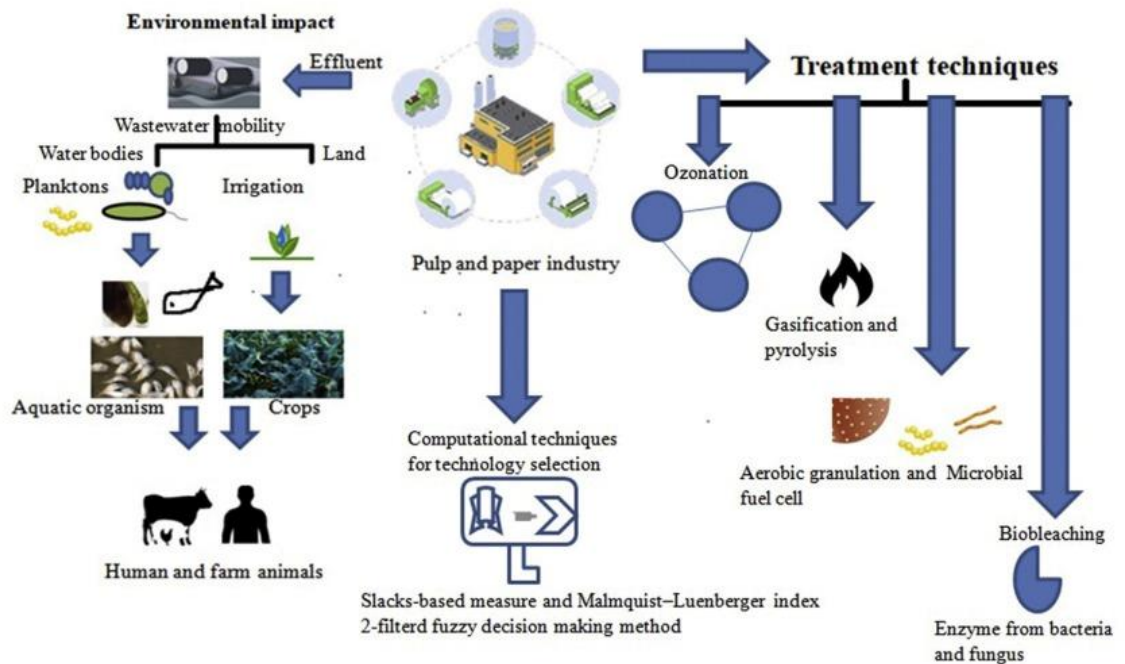 Environmental impact
Effluent
Wastewater mobility
Water bodies
Land
Planktons
Irrigation
Aquatic organism
Crops
Human and farm animals
Pulp and paper industry
Computational techniques
for technology selection
Slacks-based measure and Malmquist–Luenberger index
2-filterd fuzzy decision making method
Treatment techniques
Ozonation
Gasification and
pyrolysis
Aerobic granulation and Microbial
fuel cell
Biobleaching
Enzyme from bacteria
and fungus